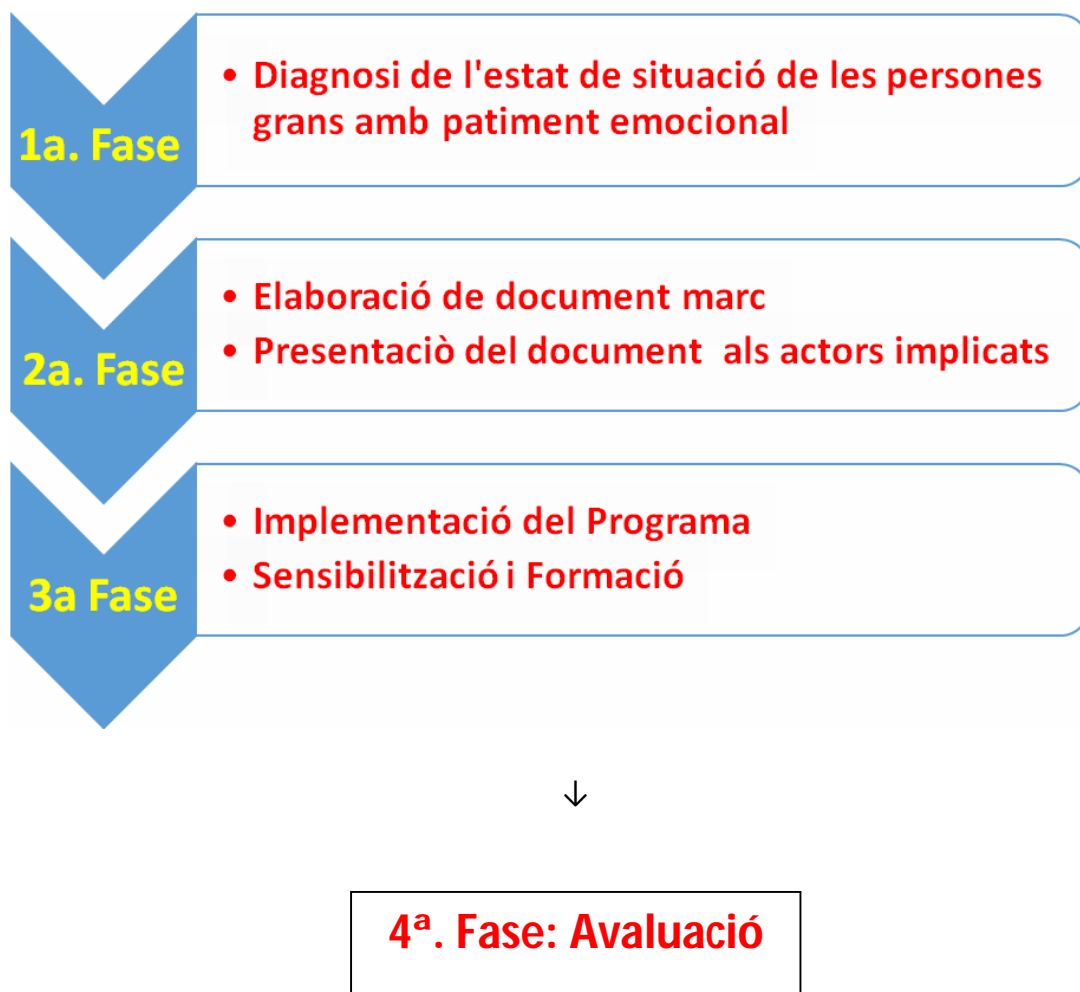 1a. Fase
• Diagnosi de l'estat de situació de les persones
grans amb patiment emocional
2a. Fase
• Elaboració de document marc
• Presentaciò del document als actors implicats
3a Fase
• Implementació del Programa
• Sensibilització i Formació
↓
4ª. Fase: Avaluació